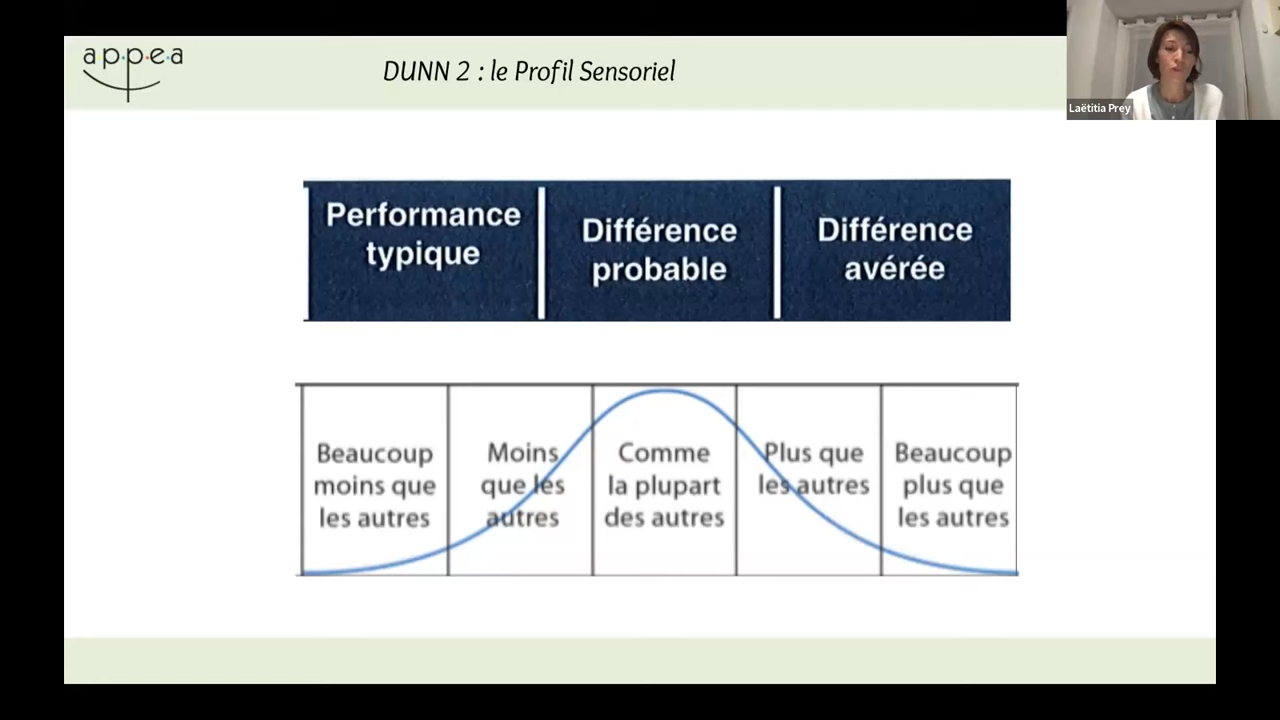 appea
DUNN 2 : le Profil Sensoriel
Laëtitia Prey
Performance
typique
Différence
probable
Différence
avérée
Beaucoup
moins que
les autres
Moins
que les
autres
Comme
la plupart
des autres
Plus que
les autres
Beaucoup
plus que
les autres